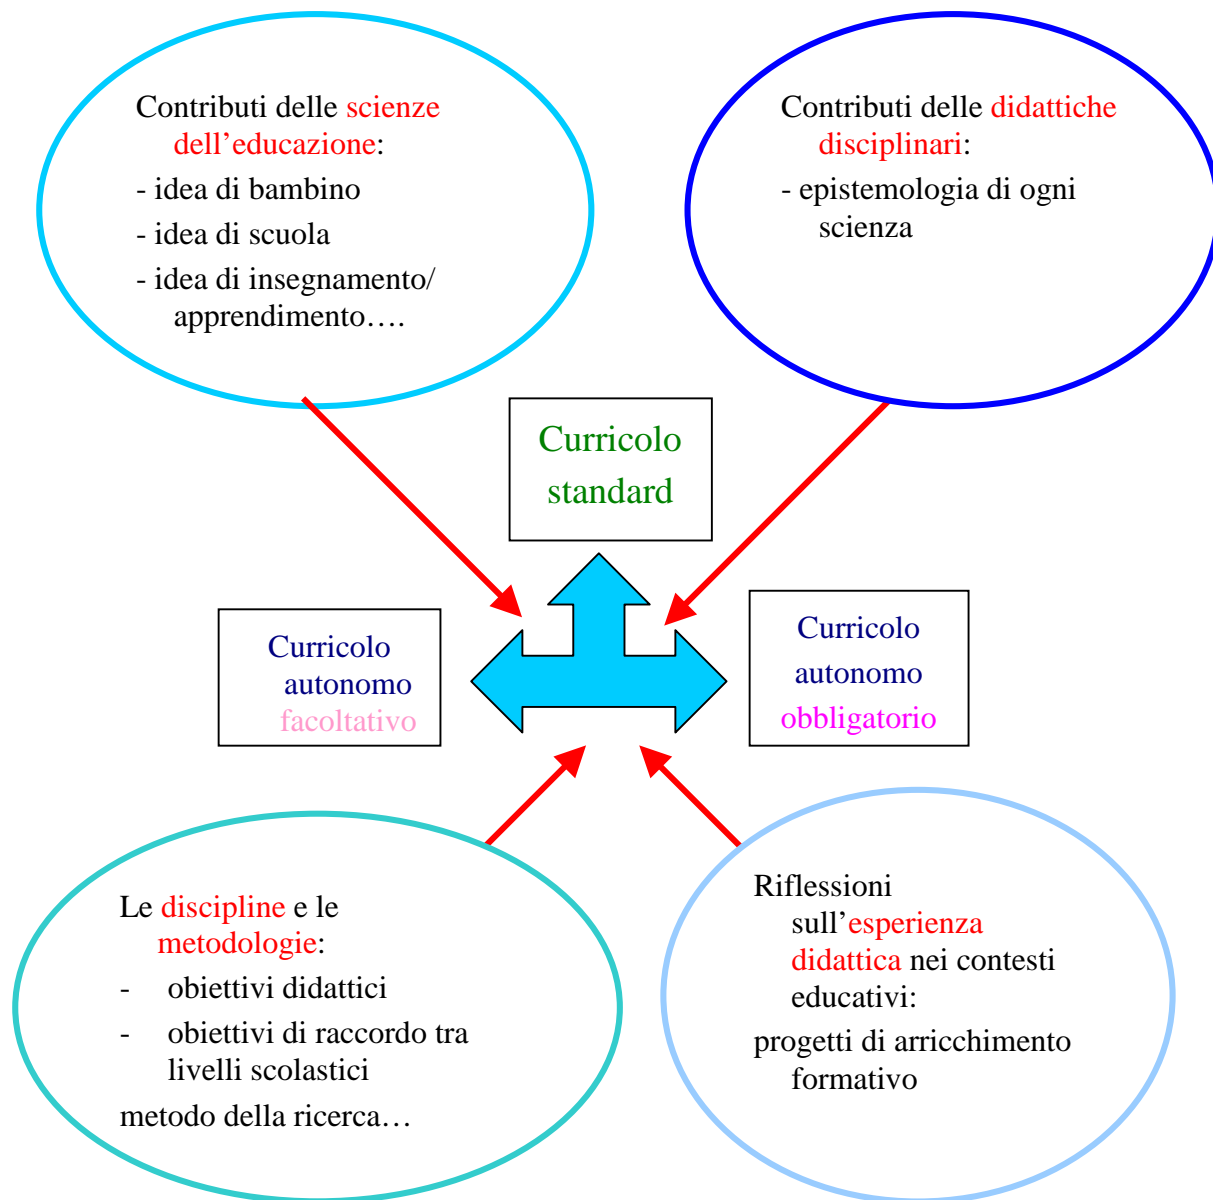 Contributi delle scienze
dell’educazione:
- idea di bambino
- idea di scuola
- idea di insegnamento/
apprendimento….
Contributi delle didattiche
disciplinari:
- epistemologia di ogni
scienza
Curricolo
standard
Curricolo
autonomo
facoltativo
Curricolo
autonomo
obbligatorio
Le discipline e le
metodologie:
- obiettivi didattici
- obiettivi di raccordo tra
livelli scolastici
metodo della ricerca…
Riflessioni
sull’esperienza
didattica nei contesti
educativi:
progetti di arricchimento
formativo